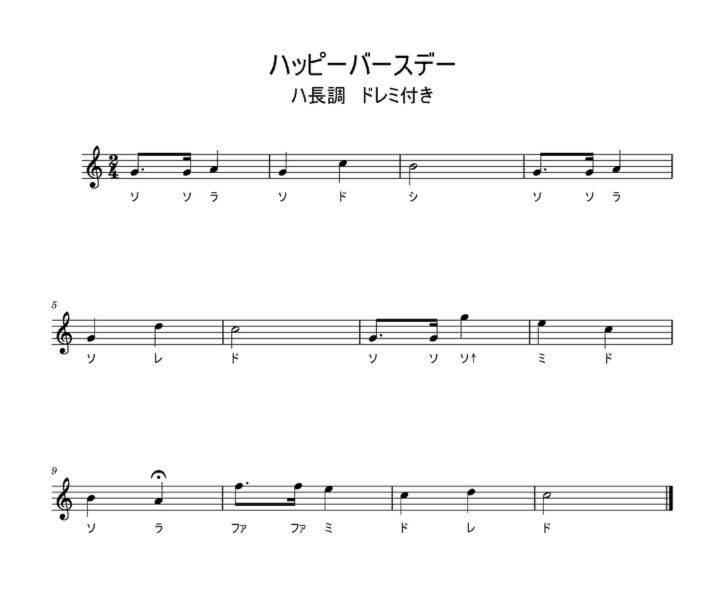 ハッピーバースデー
ハ長調 ドレミ付き
2
4
ソ ソ ラ ソ ド シ ソ ソ ラ
5
ソ レ ド ソ ソ ソ↑ ミ ド
9
ソ ラ ファ ファ ミ ド レ ド